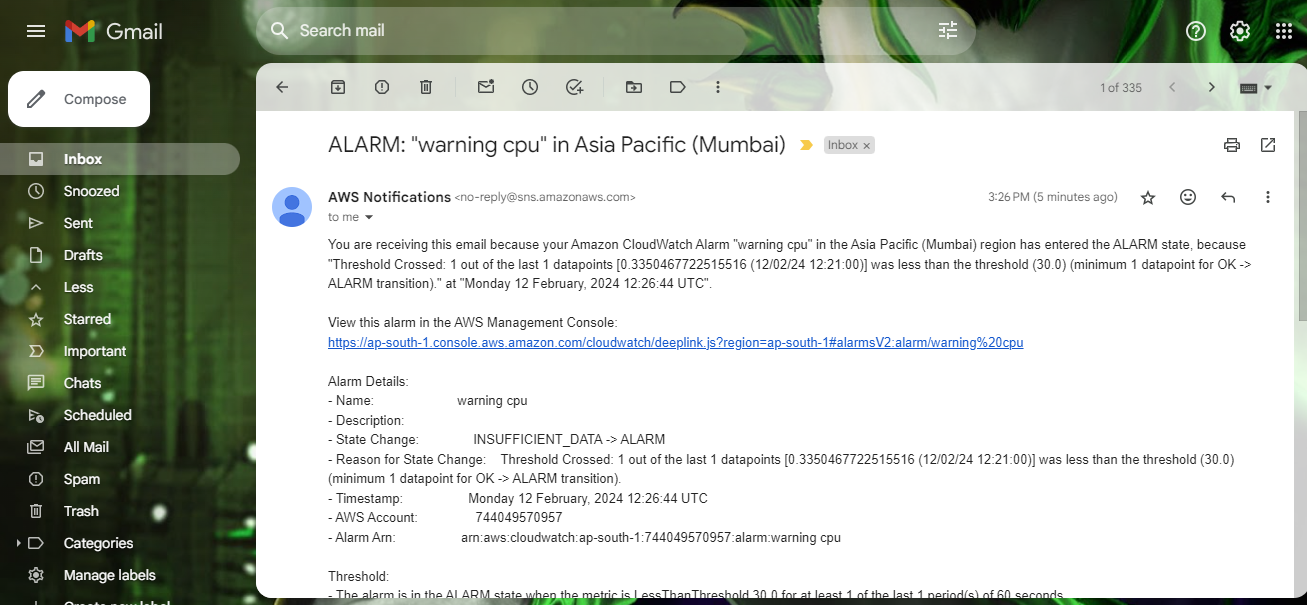 Gmail
Search mail
Compose
1 of 335
Inbox
Snoozed
Sent
Drafts
Less
Starred
Important
Chats
Scheduled
All Mail
Spam
Trash
Categories
Manage labels
Create new label
ALARM: "warning cpu" in Asia Pacific (Mumbai)
Inbox ×
AWS Notifications <no-reply@sns.amazonaws.com>
3:26 PM (5 minutes ago)
to me
You are receiving this email because your Amazon CloudWatch Alarm "warning cpu" in the Asia Pacific (Mumbai) region has entered the ALARM state, because
"Threshold Crossed: 1 out of the last 1 datapoints [0.3350467722515516 (12/02/24 12:21:00)] was less than the threshold (30.0) (minimum 1 datapoint for OK ->
ALARM transition)." at "Monday 12 February, 2024 12:26:44 UTC".
View this alarm in the AWS Management Console:
https://ap-south-1.console.aws.amazon.com/cloudwatch/deeplink.js?region=ap-south-1#alarmsV2:alarm/warning%20cpu
Alarm Details:
- Name: warning cpu
- Description:
- State Change: INSUFFICIENT_DATA -> ALARM
- Reason for State Change: Threshold Crossed: 1 out of the last 1 datapoints [0.3350467722515516 (12/02/24 12:21:00)] was less than the threshold (30.0)
(minimum 1 datapoint for OK -> ALARM transition).
- Timestamp: Monday 12 February, 2024 12:26:44 UTC
- AWS Account: 744049570957
- Alarm Arn: arn:aws:cloudwatch:ap-south-1:744049570957:alarm:warning cpu
Threshold:
- The alarm is in the ALARM state when the metric is LessThanThreshold 30.0 for at least 1 of the last 1 period(s) of 60 seconds